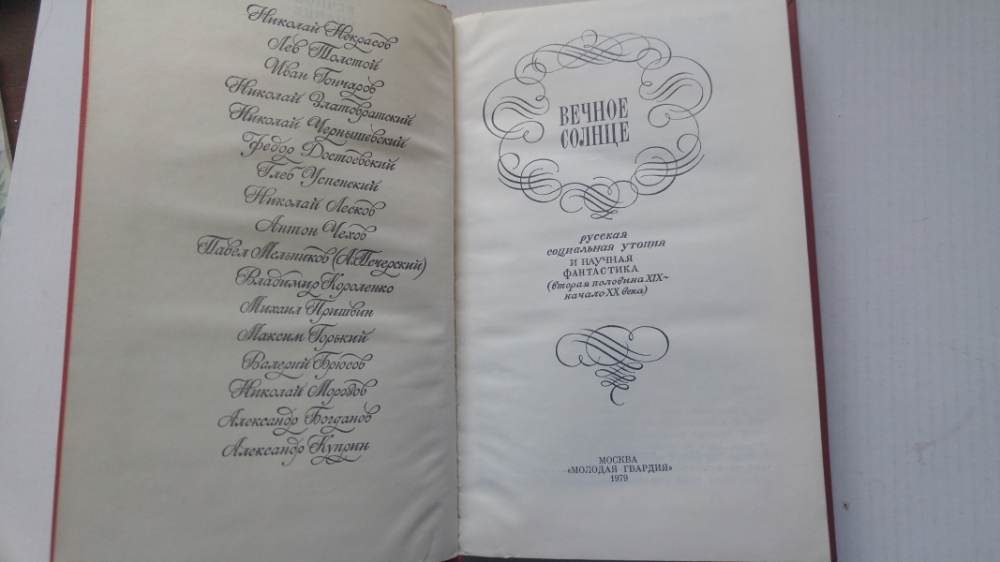 Николай Некрасов
Лев Толстой
Иван Гончаров
Николай Златовратский
Николай Чернышевский
Федор Достоевский
Глеб Успенский
Николай Лесков
Антон Чехов
Павел Мельников (А. Печерский)
Владимир Короленко
Михаил Пришвин
Максим Горький
Валерий Брюсов
Николай Морозов
Александр Богданов
Александр Куприн
ВЕЧНОЕ
СОЛНЦЕ
русская
социальная утопия
И НАУЧНАЯ
ФАНТАСТИКА
(вторая половина XIX-
начало XX века)
МОСКВА
«МОЛОДАЯ ГВАРДИЯ»
1979